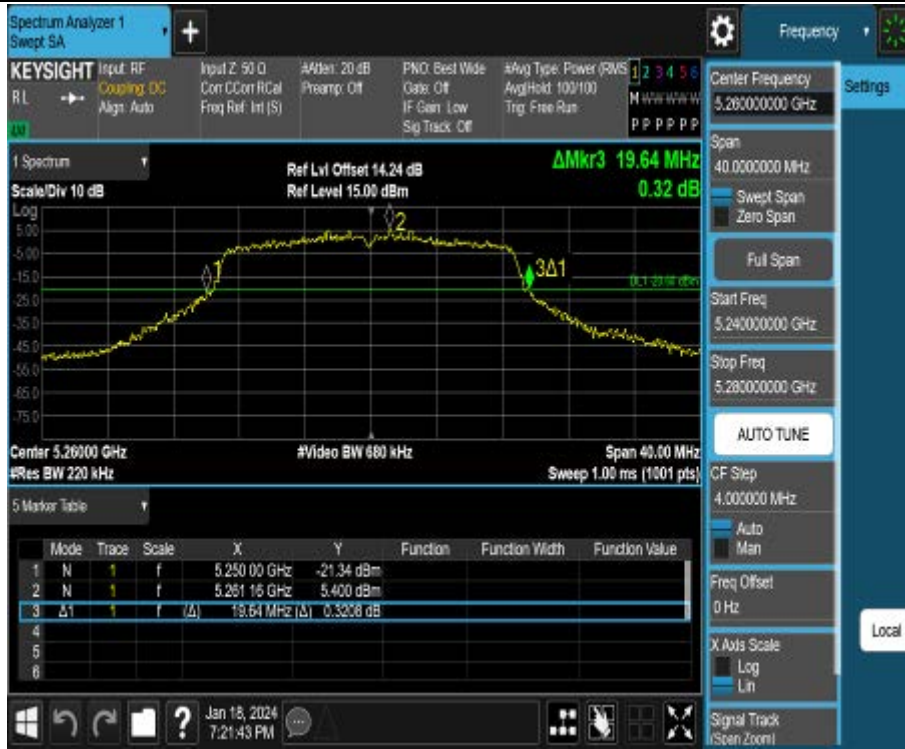 Spectrum Analyzer 1
Swept SA
+
Frequency
KEYSIGHT
RL
Input: RF
Coupling: DC
Align: Auto
Input Z: 50 Ω
Corr CCorr RCal
Freq Ref: Int (S)
#Atten: 20 dB
Preamp: Off
PNO: Best Wide
Gate: Off
IF Gain: Low
Sig Track: Off
#Avg Type: Power (RMS
Avg|Hold: 100/100
Trig: Free Run
1 2 3 4 5 6
M W W W W W
P P P P P P
Settings
Center Frequency
5.260000000 GHz
Span
40.0000000 MHz
Swept Span
Zero Span
Full Span
Start Freq
5.240000000 GHz
Stop Freq
5.280000000 GHz
AUTO TUNE
CF Step
4.000000 MHz
Auto
Man
Freq Offset
0 Hz
X Axis Scale
Log
Lin
Signal Track
(Span Zoom)
Local
1 Spectrum
Scale/Div 10 dB
Ref Lvl Offset 14.24 dB
Ref Level 15.00 dBm
ΔMkr3 19.64 MHz
0.32 dB
Log
5.00
-5.00
-15.0
-25.0
-35.0
-45.0
-55.0
-65.0
-75.0
1
2
3Δ1
Center 5.26000 GHz
#Res BW 220 kHz
#Video BW 680 kHz
Span 40.00 MHz
Sweep 1.00 ms (1001 pts)
5 Marker Table
Mode Trace Scale X Y Function Function Width Function Value
1 N 1 f 5.250 00 GHz -21.34 dBm
2 N 1 f 5.261 16 GHz 5.400 dBm
3 Δ1 1 f (Δ) 19.64 MHz (Δ) 0.3208 dB
4
5
6
?
Jan 18, 2024
7:21:43 PM